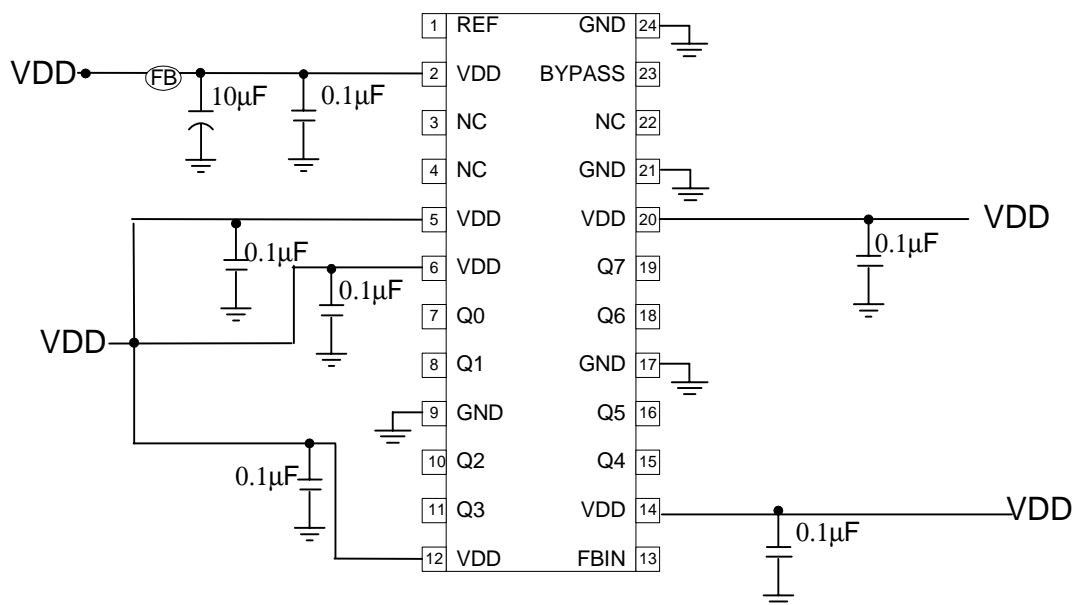 1 REF GND 24
VDD FB 2 VDD BYPASS 23
10µF 0.1µF
3 NC NC 22
4 NC GND 21
5 VDD VDD 20 VDD
0.1µF 0.1µF
6 VDD Q7 19
0.1µF
7 Q0 Q6 18
VDD
8 Q1 GND 17
9 GND Q5 16
10 Q2 Q4 15
0.1µF
11 Q3 VDD 14 VDD
0.1µF
12 VDD FBIN 13